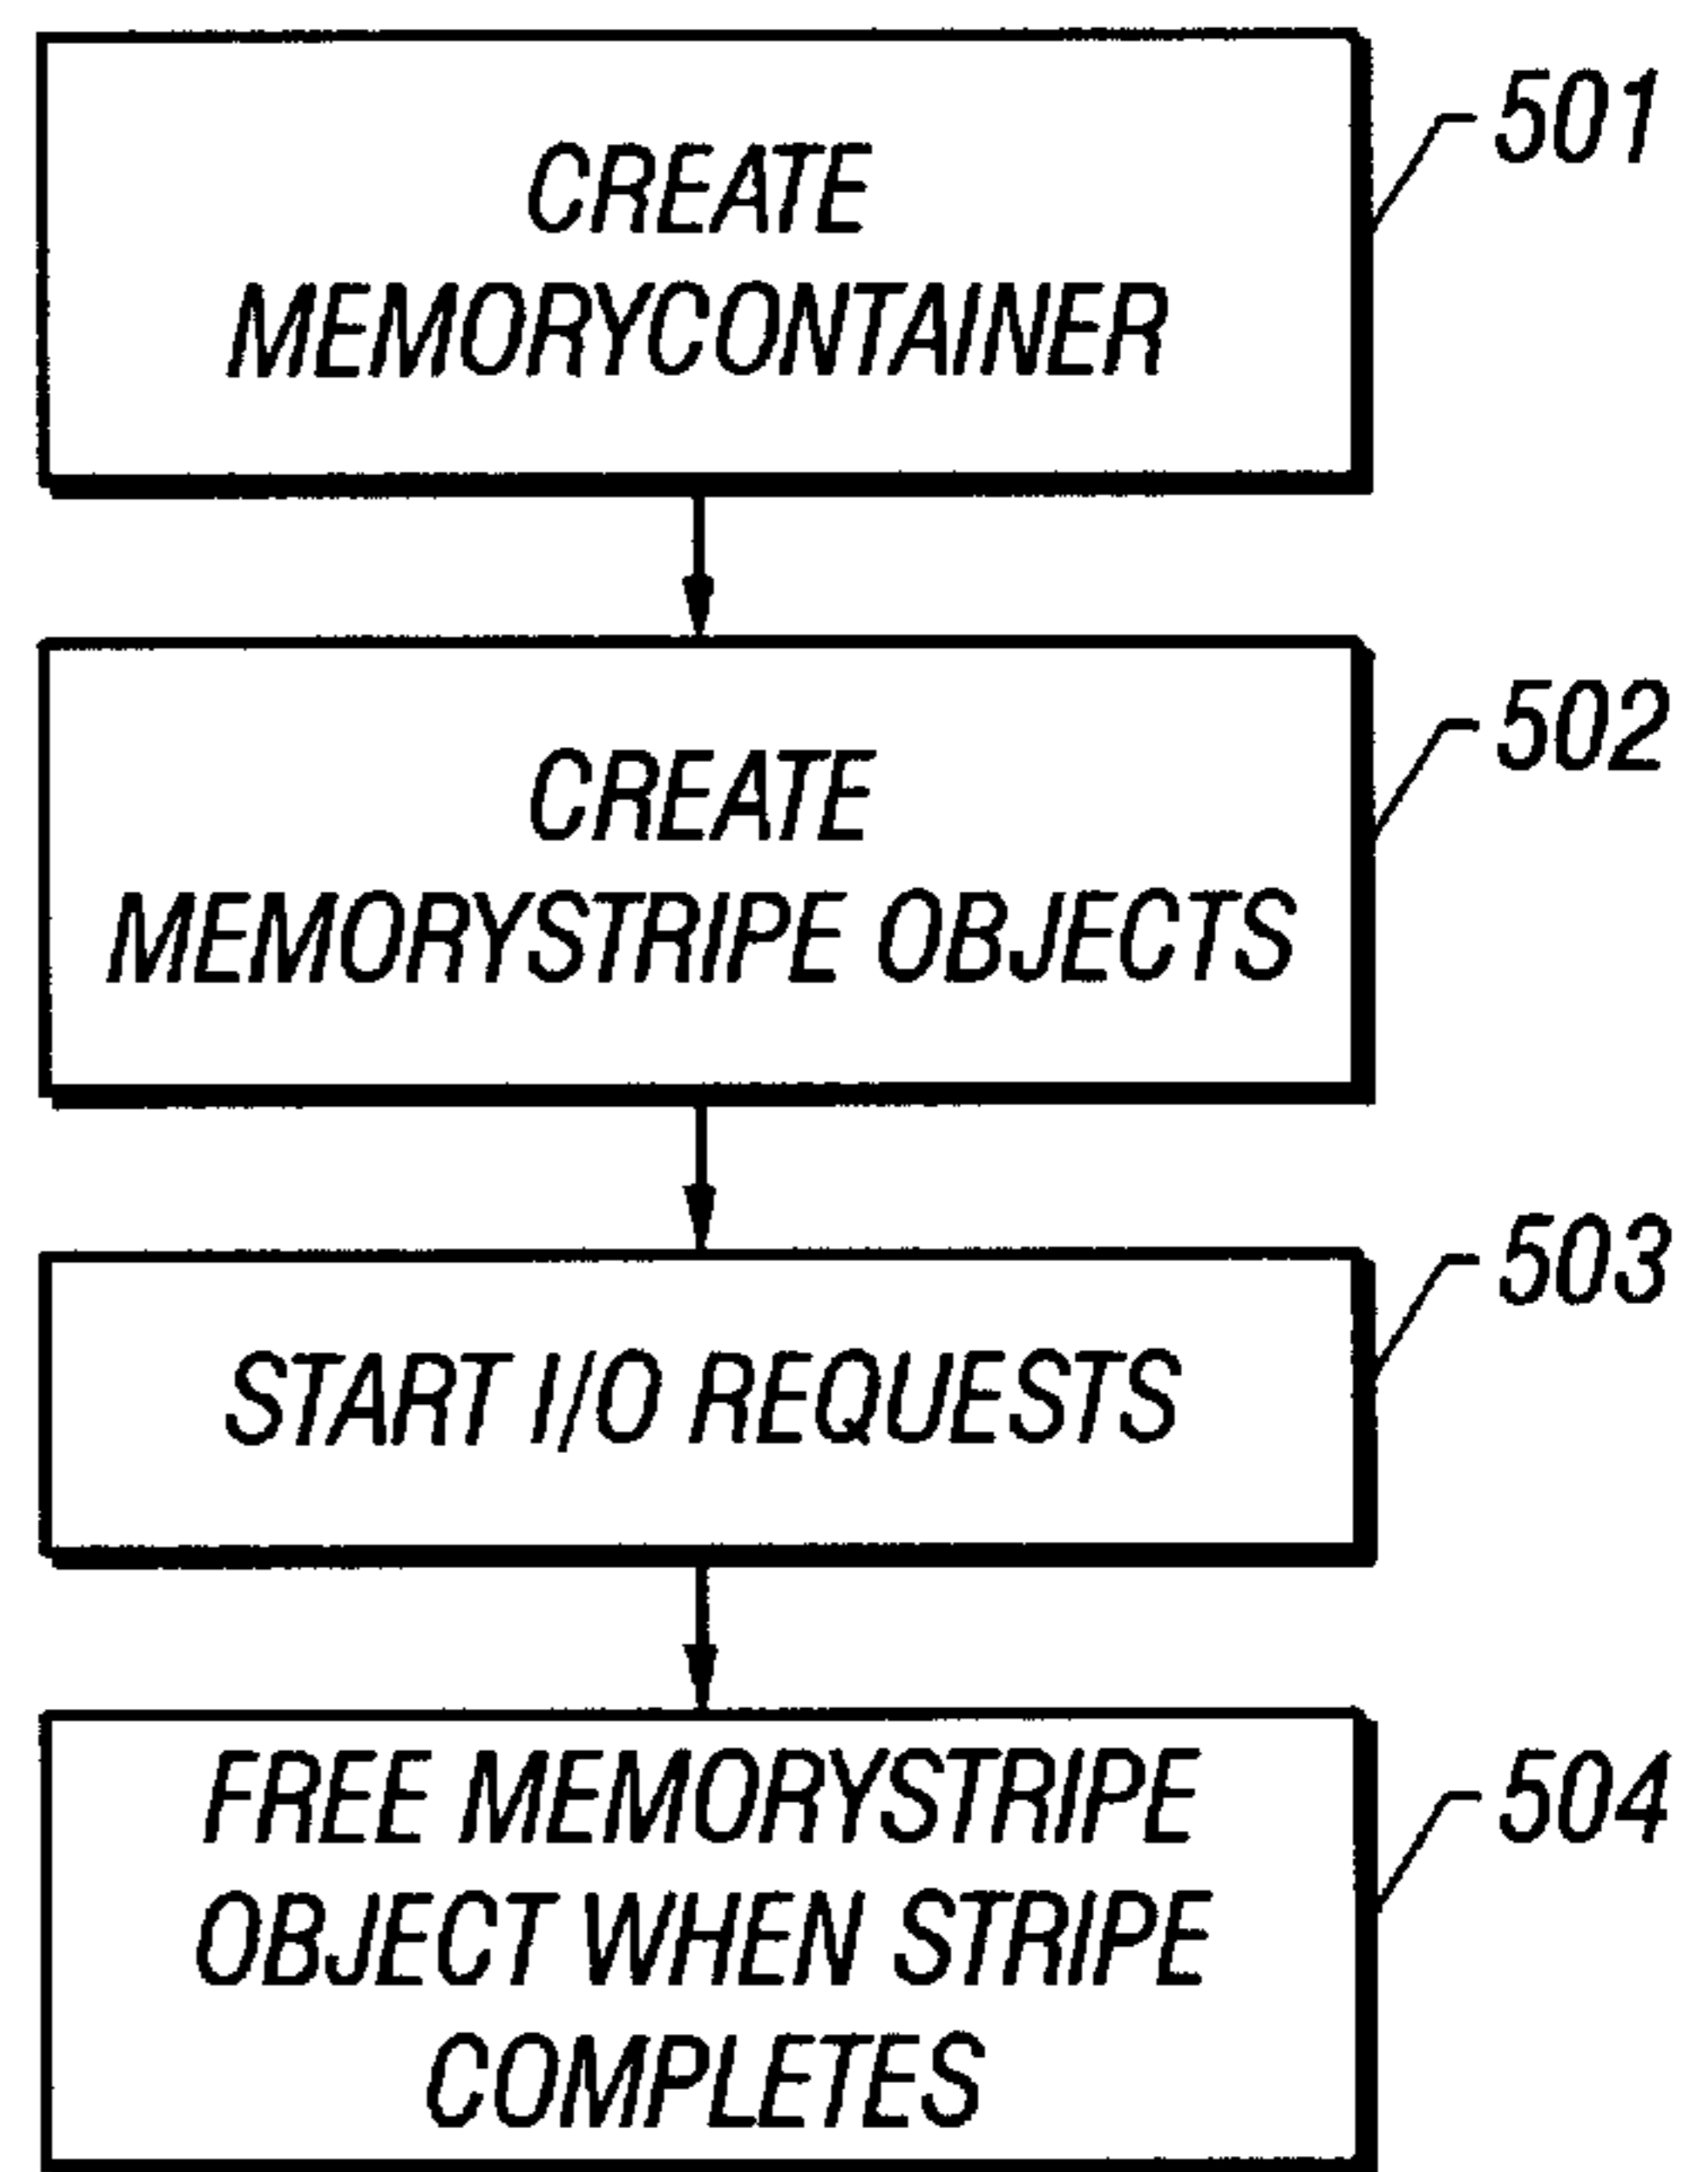 CREATE
MEMORYCONTAINER
501
CREATE
MEMORYSTRIPE OBJECTS
502
START I/O REQUESTS
503
FREE MEMORYSTRIPE
OBJECT WHEN STRIPE
COMPLETES
504